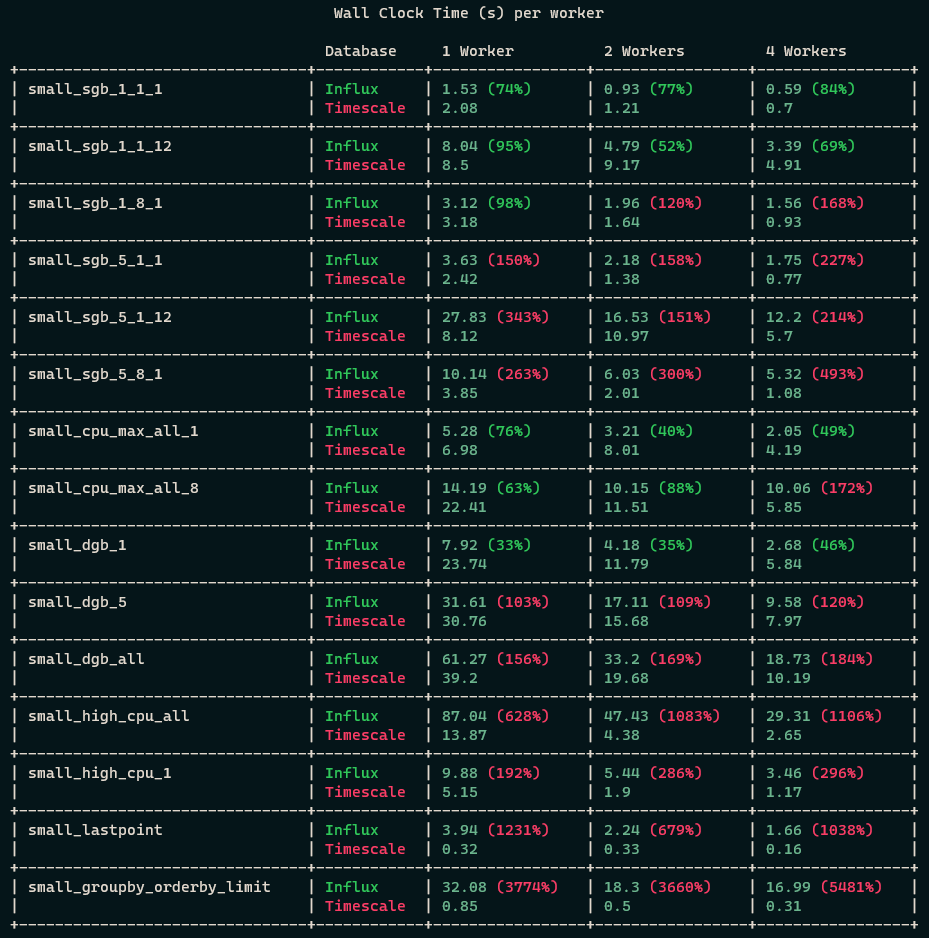 Wall Clock Time (s) per worker
Database 1 Worker 2 Workers 4 Workers
small_sgb_1_1_1 Influx 1.53 (74%) 0.93 (77%) 0.59 (84%)
Timescale 2.08 1.21 0.7
small_sgb_1_1_12 Influx 8.04 (95%) 4.79 (52%) 3.39 (69%)
Timescale 8.5 9.17 4.91
small_sgb_1_8_1 Influx 3.12 (98%) 1.96 (120%) 1.56 (168%)
Timescale 3.18 1.64 0.93
small_sgb_5_1_1 Influx 3.63 (150%) 2.18 (158%) 1.75 (227%)
Timescale 2.42 1.38 0.77
small_sgb_5_1_12 Influx 27.83 (343%) 16.53 (151%) 12.2 (214%)
Timescale 8.12 10.97 5.7
small_sgb_5_8_1 Influx 10.14 (263%) 6.03 (300%) 5.32 (493%)
Timescale 3.85 2.01 1.08
small_cpu_max_all_1 Influx 5.28 (76%) 3.21 (40%) 2.05 (49%)
Timescale 6.98 8.01 4.19
small_cpu_max_all_8 Influx 14.19 (63%) 10.15 (88%) 10.06 (172%)
Timescale 22.41 11.51 5.85
small_dgb_1 Influx 7.92 (33%) 4.18 (35%) 2.68 (46%)
Timescale 23.74 11.79 5.84
small_dgb_5 Influx 31.61 (103%) 17.11 (109%) 9.58 (120%)
Timescale 30.76 15.68 7.97
small_dgb_all Influx 61.27 (156%) 33.2 (169%) 18.73 (184%)
Timescale 39.2 19.68 10.19
small_high_cpu_all Influx 87.04 (628%) 47.43 (1083%) 29.31 (1106%)
Timescale 13.87 4.38 2.65
small_high_cpu_1 Influx 9.88 (192%) 5.44 (286%) 3.46 (296%)
Timescale 5.15 1.9 1.17
small_lastpoint Influx 3.94 (1231%) 2.24 (679%) 1.66 (1038%)
Timescale 0.32 0.33 0.16
small_groupby_orderby_limit Influx 32.08 (3774%) 18.3 (3660%) 16.99 (5481%)
Timescale 0.85 0.5 0.31